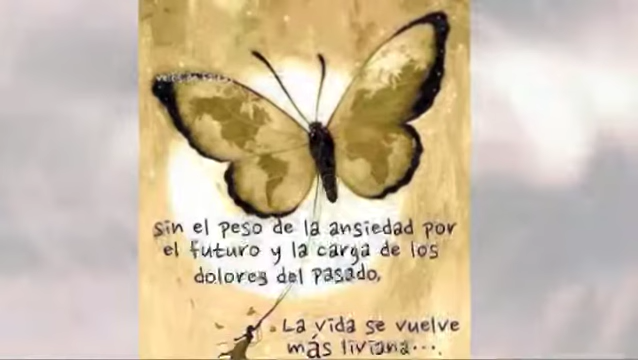 sin el peso de la ansiedad por
el futuro y la carga de los
dolores del pasado,
La vida se vuelve
más liviana...